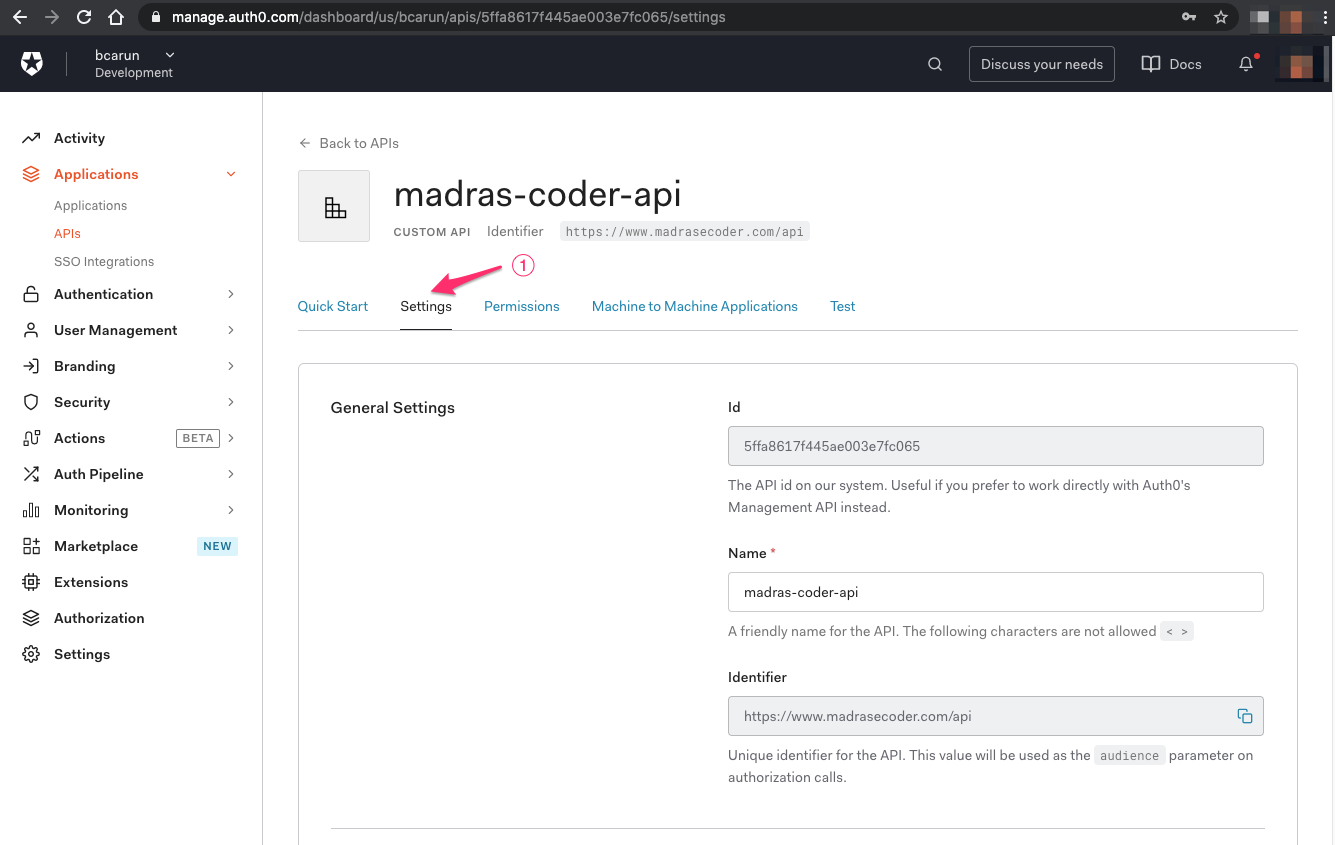 manage.auth0.com/dashboard/us/bcarun/apis/5ffa8617f445ae003e7fc065/settings
bcarun
Development
Discuss your needs
Docs
Activity
Applications
Applications
APIs
SSO Integrations
Authentication
User Management
Branding
Security
Actions BETA
Auth Pipeline
Monitoring
Marketplace NEW
Extensions
Authorization
Settings
Back to APIs
madras-coder-api
CUSTOM API Identifier https://www.madrasecoder.com/api
1
Quick Start Settings Permissions Machine to Machine Applications Test
General Settings
Id
5ffa8617f445ae003e7fc065
The API id on our system. Useful if you prefer to work directly with Auth0's
Management API instead.
Name *
madras-coder-api
A friendly name for the API. The following characters are not allowed < >
Identifier
https://www.madrasecoder.com/api
Unique identifier for the API. This value will be used as the audience parameter on
authorization calls.